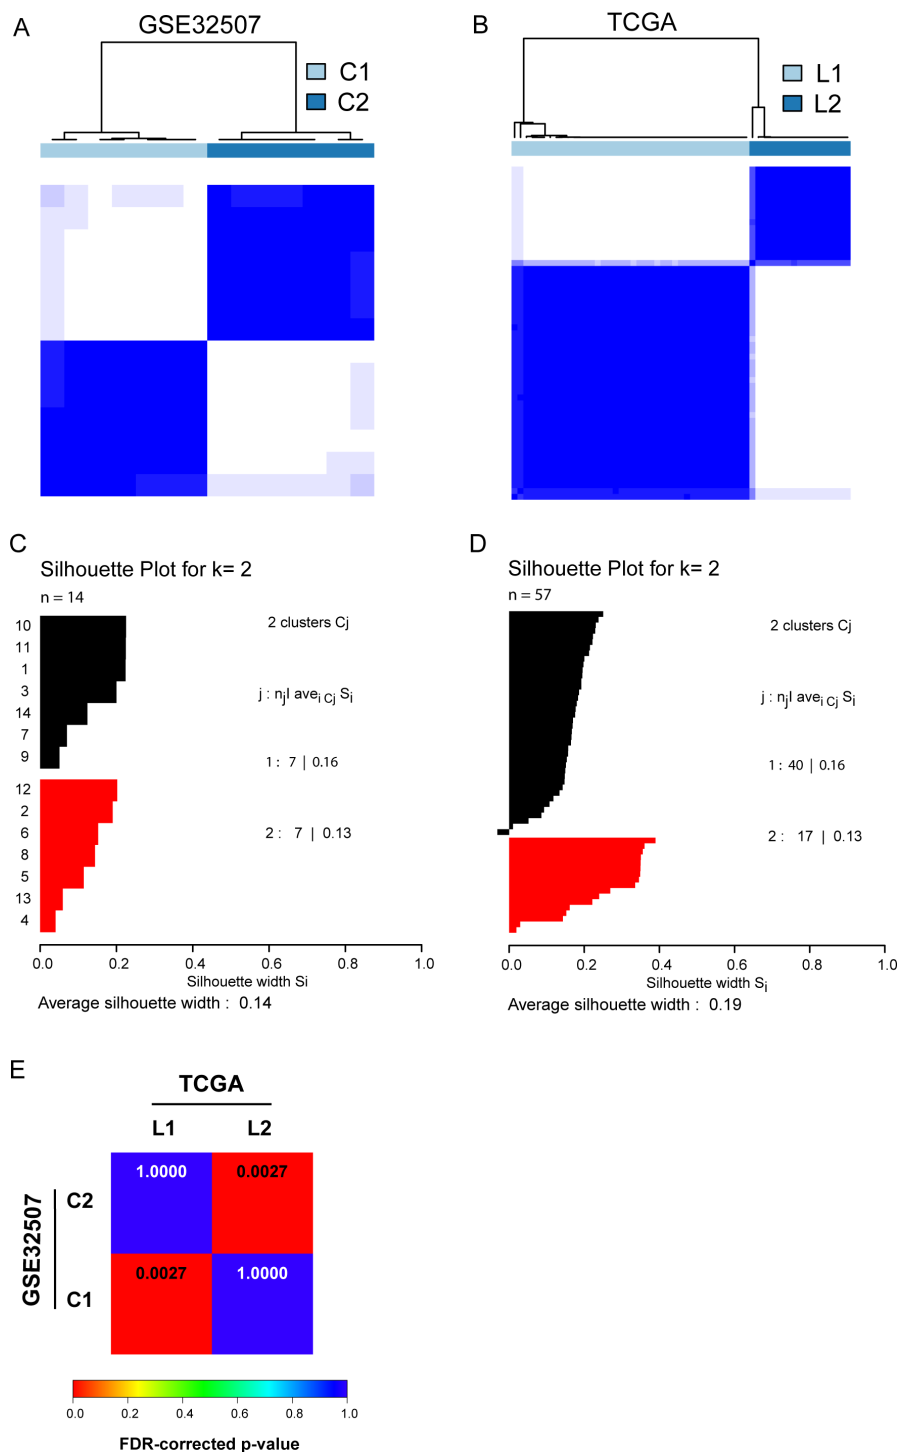 A
GSE32507
C1
C2
B
TCGA
L1
L2
C
Silhouette Plot for k= 2
n = 14
2 clusters Cj
10
11
1
3
14
7
9
12
2
6
8
5
13
4
j : njI avei Cj Si
1 : 7 | 0.16
2 : 7 | 0.13
0.0 0.2 0.4 0.6 0.8 1.0
Silhouette width Si
Average silhouette width : 0.14
D
Silhouette Plot for k= 2
n = 57
2 clusters Cj
j : njI avei Cj Si
1 : 40 | 0.16
2 : 17 | 0.13
0.0 0.2 0.4 0.6 0.8 1.0
Silhouette width Si
Average silhouette width : 0.19
E
TCGA
L1 L2
GSE32507
C2
1.0000 0.0027
C1
0.0027 1.0000
0.0 0.2 0.4 0.6 0.8 1.0
FDR-corrected p-value